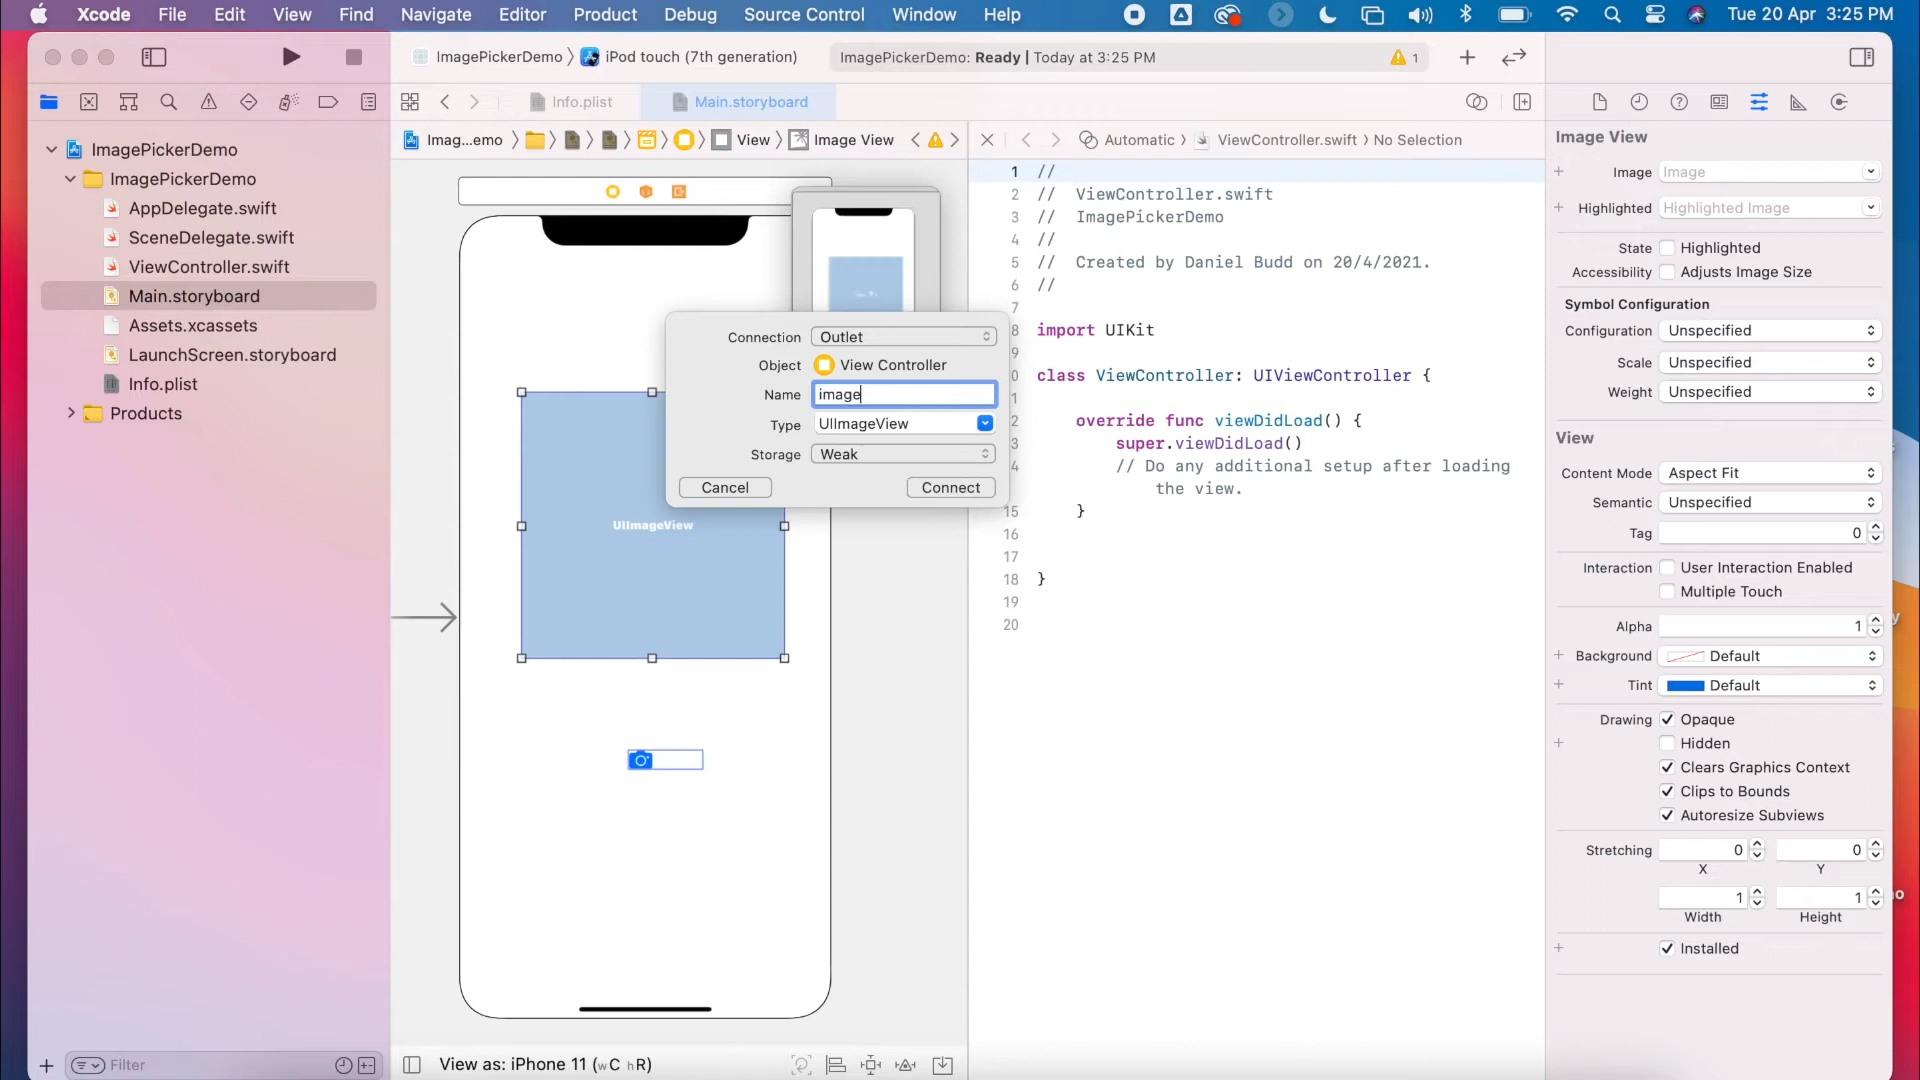 Xcode File Edit View Find Navigate Editor Product Debug Source Control Window Help Tue 20 Apr 3:25 PM
ImagePickerDemo iPod touch (7th generation) ImagePickerDemo: Ready | Today at 3:25 PM 1
Info.plist Main.storyboard
Imag...emo View Image View Automatic ViewController.swift No Selection
ImagePickerDemo
ImagePickerDemo
AppDelegate.swift
SceneDelegate.swift
ViewController.swift
Main.storyboard
Assets.xcassets
LaunchScreen.storyboard
Info.plist
Products
Filter
Connection Outlet
Object View Controller
Name image
Type UIImageView
Storage Weak
Cancel Connect
UIImageView
View as: iPhone 11 (wC hR)
1 //
2 // ViewController.swift
3 // ImagePickerDemo
4 //
5 // Created by Daniel Budd on 20/4/2021.
6 //
7
8 import UIKit
9
0 class ViewController: UIViewController {
1
2 override func viewDidLoad() {
3 super.viewDidLoad()
4 // Do any additional setup after loading
the view.
15 }
16
17
18 }
19
20
Image View
Image Image
Highlighted Highlighted Image
State Highlighted
Accessibility Adjusts Image Size
Symbol Configuration
Configuration Unspecified
Scale Unspecified
Weight Unspecified
View
Content Mode Aspect Fit
Semantic Unspecified
Tag 0
Interaction User Interaction Enabled
Multiple Touch
Alpha 1
Background Default
Tint Default
Drawing Opaque
Hidden
Clears Graphics Context
Clips to Bounds
Autoresize Subviews
Stretching 0 0
X Y
1 1
Width Height
Installed